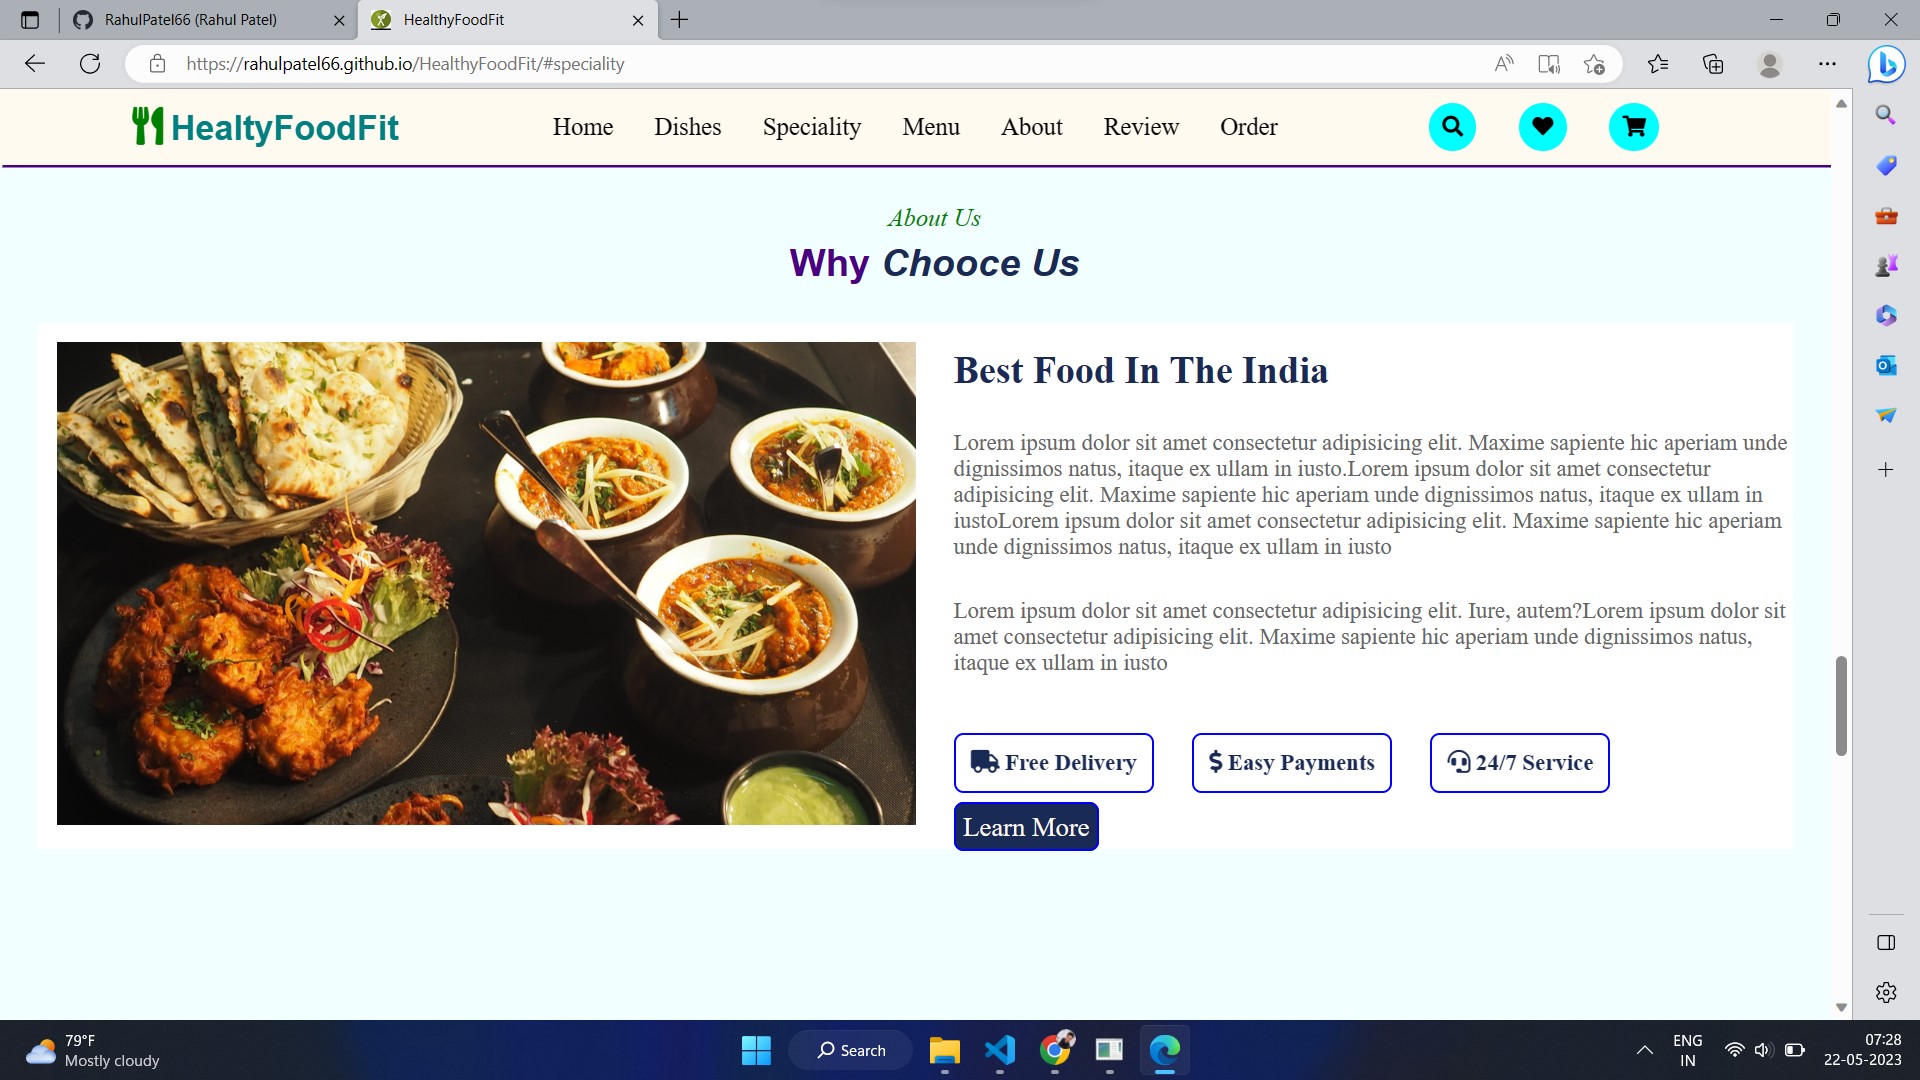 RahulPatel66 (Rahul Patel)
HealthyFoodFit
https://rahulpatel66.github.io/HealthyFoodFit/#speciality
HealtyFoodFit
Home Dishes Speciality Menu About Review Order
About Us
Why Chooce Us
Best Food In The India
Lorem ipsum dolor sit amet consectetur adipisicing elit. Maxime sapiente hic aperiam unde
dignissimos natus, itaque ex ullam in iusto.Lorem ipsum dolor sit amet consectetur
adipisicing elit. Maxime sapiente hic aperiam unde dignissimos natus, itaque ex ullam in
iustoLorem ipsum dolor sit amet consectetur adipisicing elit. Maxime sapiente hic aperiam
unde dignissimos natus, itaque ex ullam in iusto
Lorem ipsum dolor sit amet consectetur adipisicing elit. Iure, autem?Lorem ipsum dolor sit
amet consectetur adipisicing elit. Maxime sapiente hic aperiam unde dignissimos natus,
itaque ex ullam in iusto
Free Delivery
$ Easy Payments
24/7 Service
Learn More
79°F
Mostly cloudy
Search
ENG
IN
07:28
22-05-2023